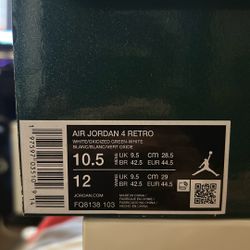 AIR JORDAN 4 RETRO
WHITE/OXIDIZED GREEN-WHITE
BLANC/BLANC/VERT OXIDE
10.5
UK 9.5 CM 28.5
BR 42.5 EUR 44.5
12
UK 9.5 CM 29
BR 42.5 EUR 44.5
JORDAN.COM
FQ8138 103